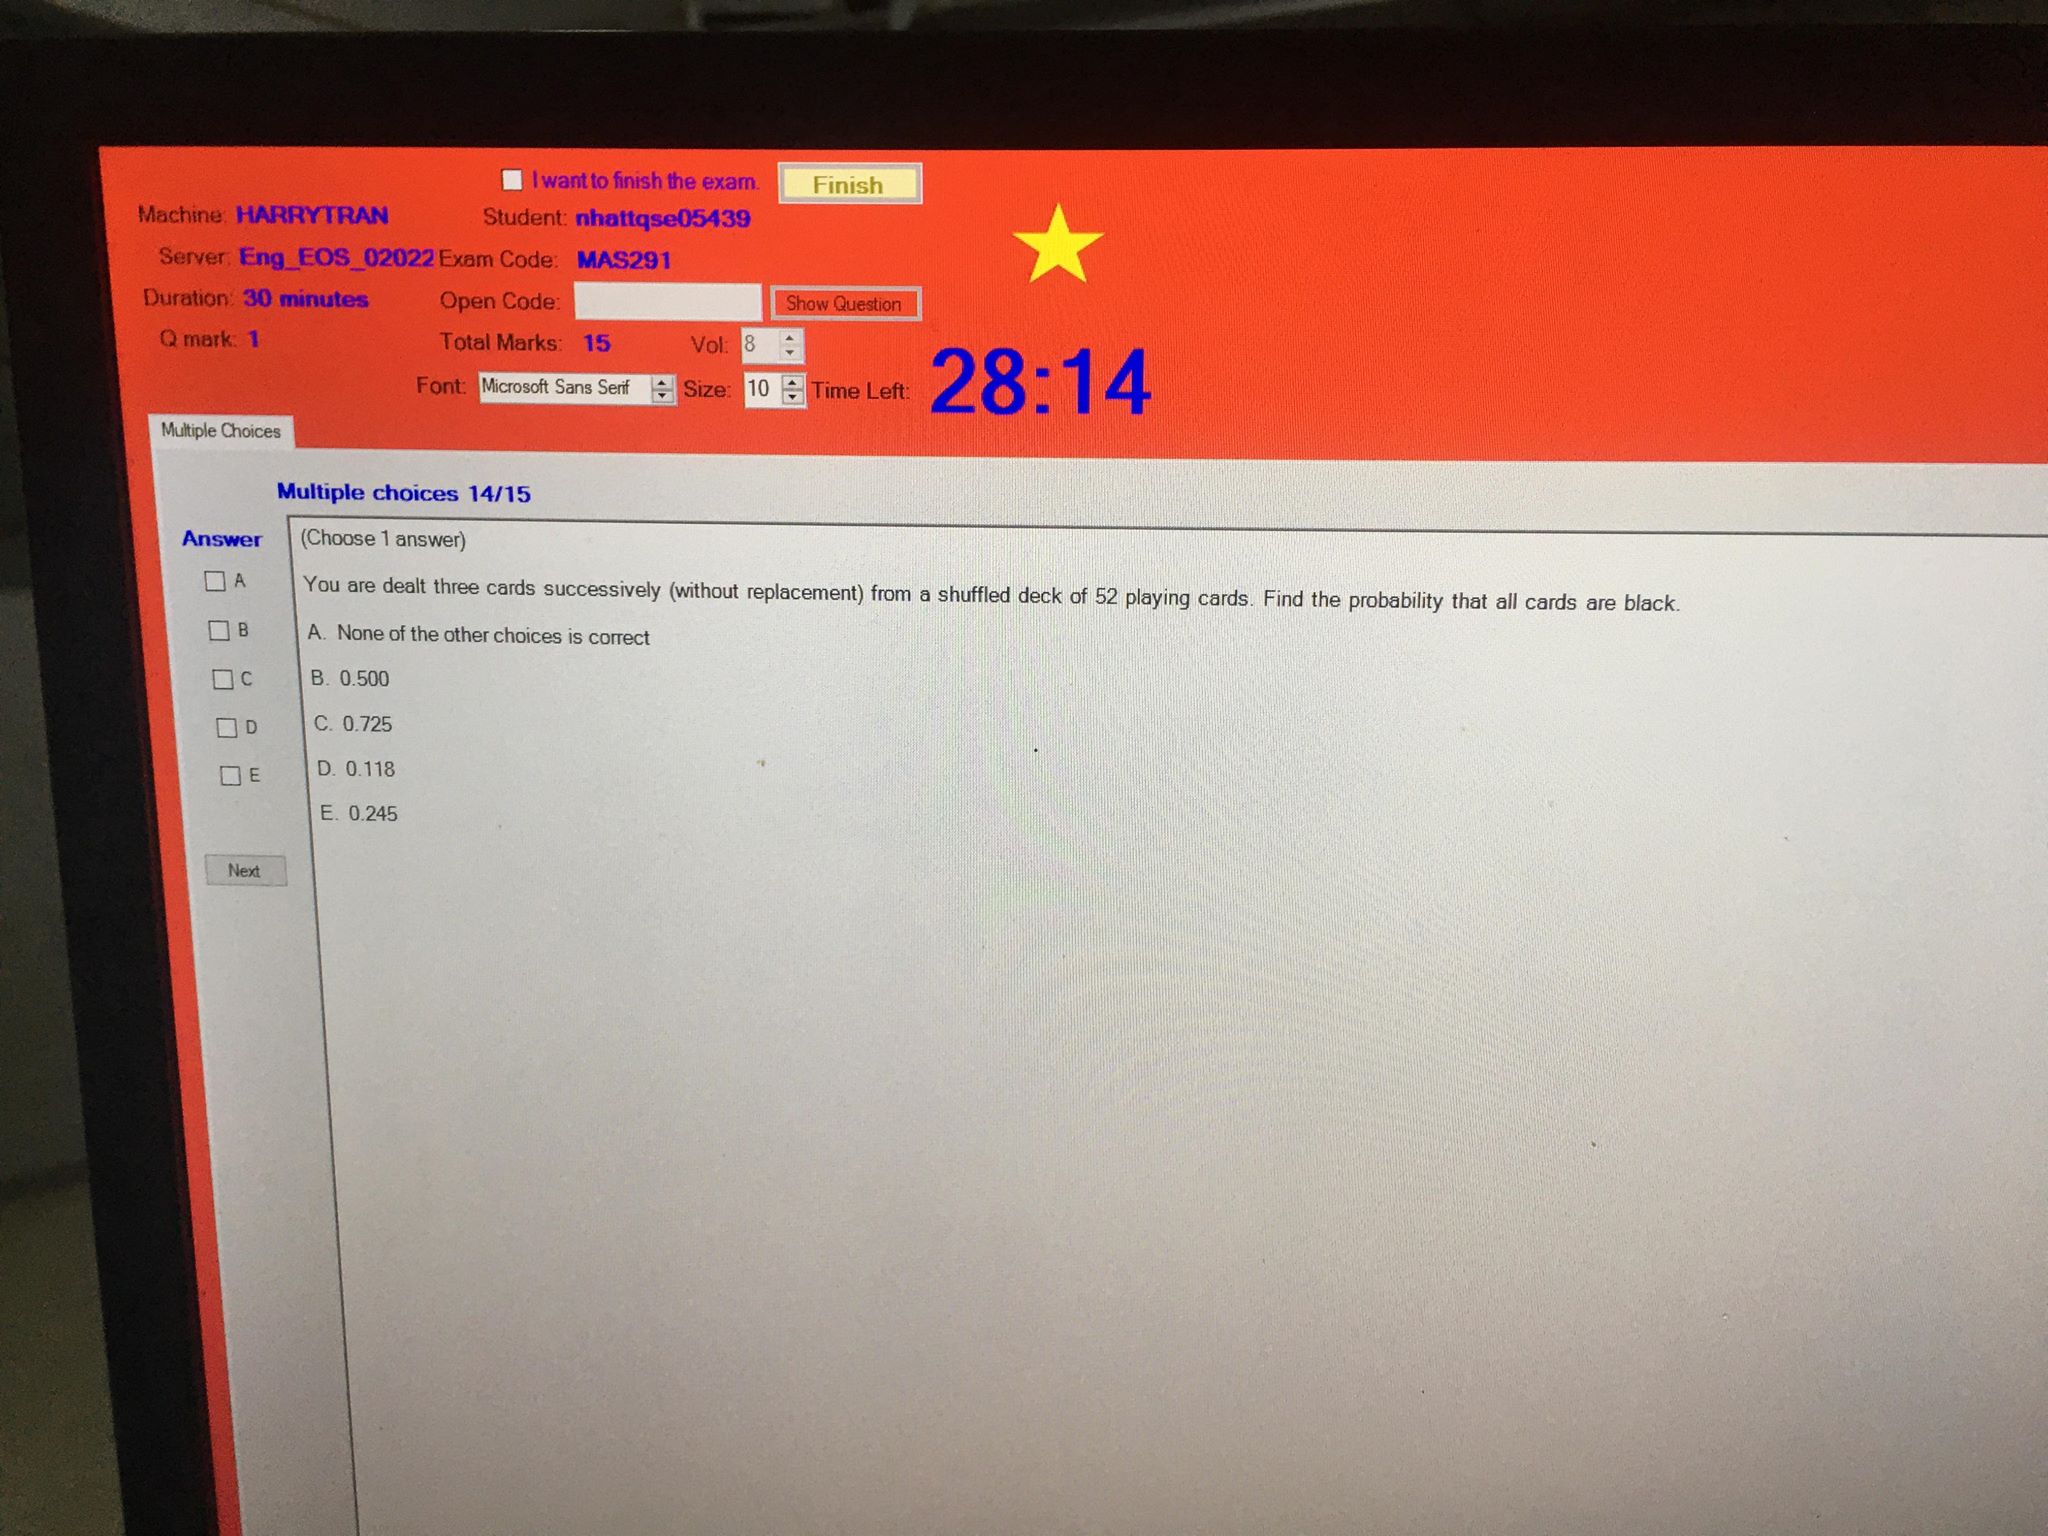 I want to finish the exam. Finish
Machine: HARRYTRAN Student: nhattqse05439
Server: Eng_EOS_02022 Exam Code: MAS291
Duration: 30 minutes Open Code: Show Question
Q mark: 1 Total Marks: 15 Vol: 8
Font: Microsoft Sans Serif Size: 10 Time Left: 28:14
Multiple Choices
Multiple choices 14/15
Answer
(Choose 1 answer)
A
You are dealt three cards successively (without replacement) from a shuffled deck of 52 playing cards. Find the probability that all cards are black.
B
A. None of the other choices is correct
C
B. 0.500
D
C. 0.725
E
D. 0.118
E. 0.245
Next